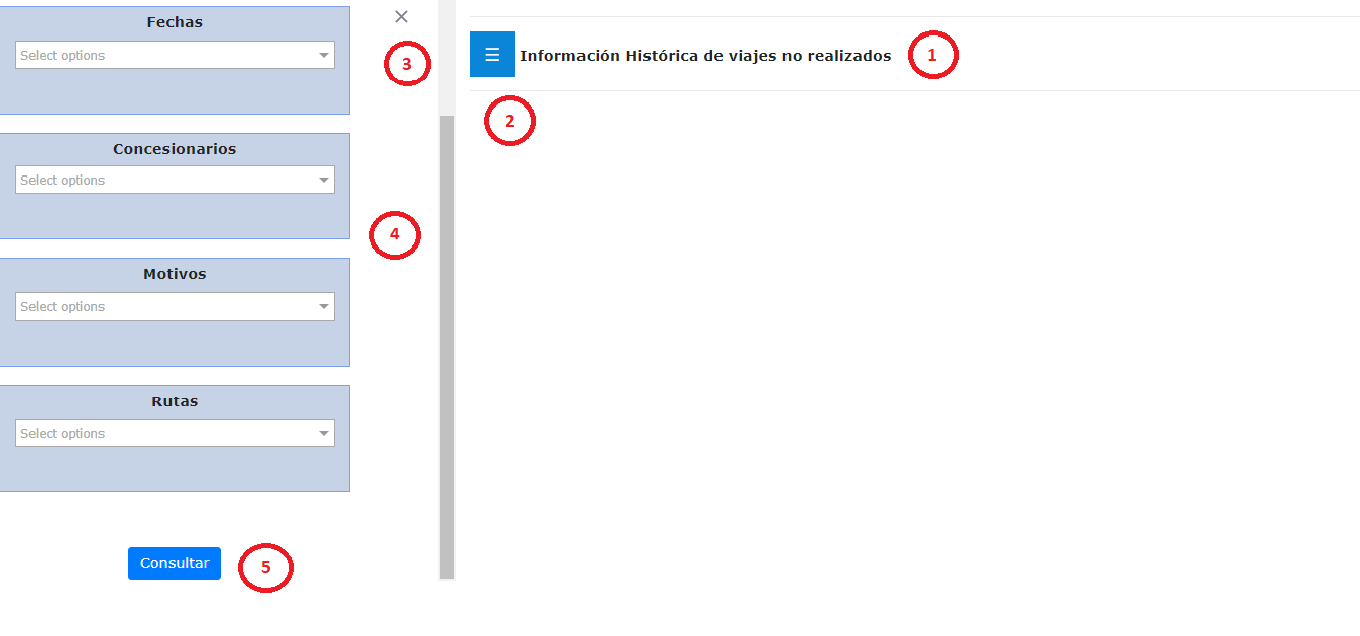 Fechas
Select options
3
Concesionarios
Select options
4
Motivos
Select options
Rutas
Select options
Consultar
5
Información Histórica de viajes no realizados
1
2